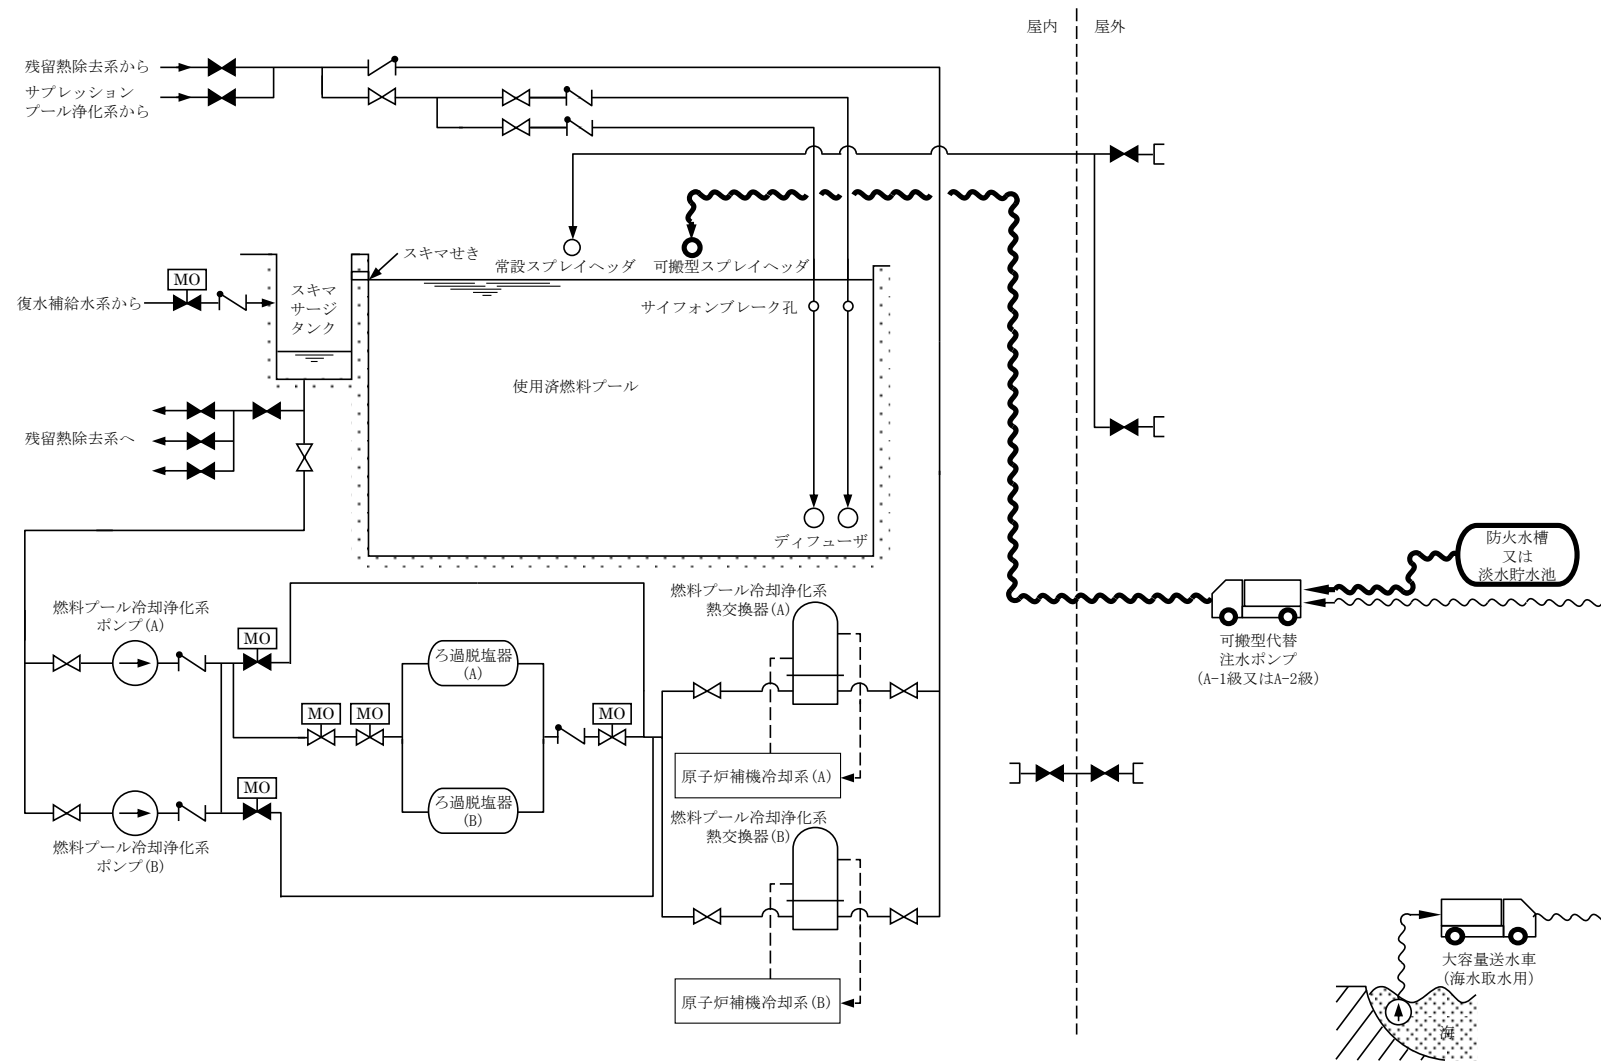 屋内
屋外
残留熱除去系から
サプレッション
プール浄化系から
スキマせき
常設スプレイヘッダ
可搬型スプレイヘッダ
MO
スキマ
サージ
タンク
復水補給水系から
サイフォンブレーク孔
使用済燃料プール
残留熱除去系へ
ディフューザ
防火水槽
又は
淡水貯水池
燃料プール冷却浄化系
熱交換器(A)
燃料プール冷却浄化系
ポンプ(A)
MO
ろ過脱塩器
(A)
可搬型代替
注水ポンプ
(A-1級又はA-2級)
MO
MO
MO
原子炉補機冷却系(A)
MO
ろ過脱塩器
(B)
燃料プール冷却浄化系
熱交換器(B)
燃料プール冷却浄化系
ポンプ(B)
大容量送水車
(海水取水用)
原子炉補機冷却系(B)
海